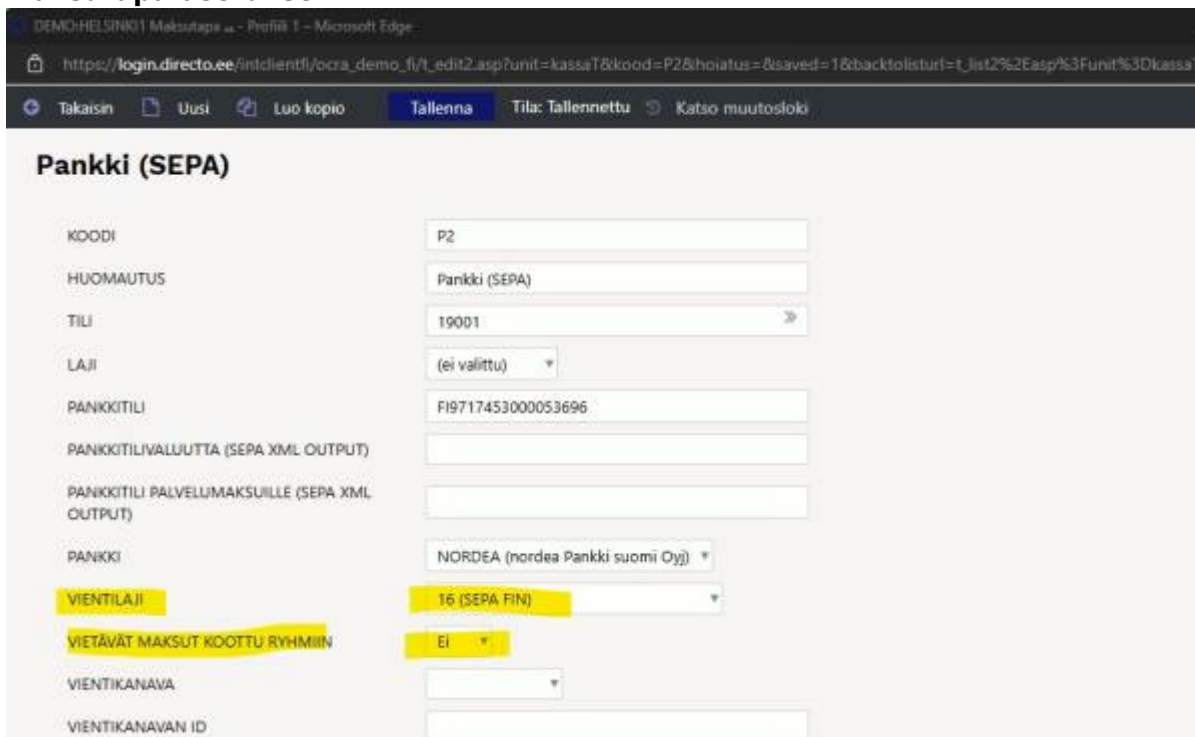 DEMO:HELSINKI1 Maksutapa - Profiili 1 – Microsoft Edge
https://login.directo.ee/intclientfi/ocra_demo_fi/t_edit2.asp?unit=kassaT&kood=P2&hoiatus=&saved=1&backtolisturl=t_list2%2Easp%3Funit%3Dkassa
Takaisin Uusi Luo kopio Tallenna Tila: Tallennettu Katso muutosloki
Pankki (SEPA)
KOODI P2
HUOMAUTUS Pankki (SEPA)
TILI 19001
LAJI (ei valittu)
PANKKITILI FI9717453000053696
PANKKITILIVALUUTTA (SEPA XML OUTPUT)
PANKKITILI PALVELUMAKSUILLE (SEPA XML
OUTPUT)
PANKKI NORDEA (nordea Pankki suomi Oyj)
VIENTILAJI 16 (SEPA FIN)
VIETÄVÄT MAKSUT KOOTTU RYHMIIN Ei
VIENTIKANAVA
VIENTIKANAVAN ID